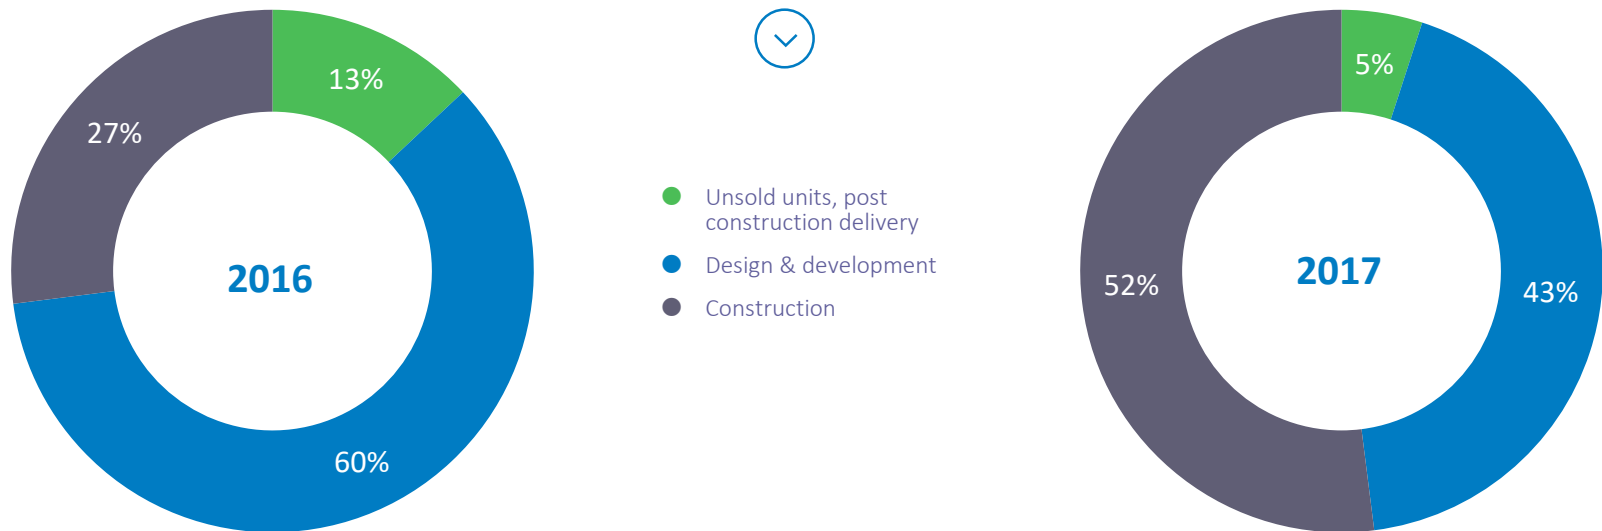 13%
27%
2016
60%
Unsold units, post
construction delivery
Design & development
Construction
5%
52%
2017
43%